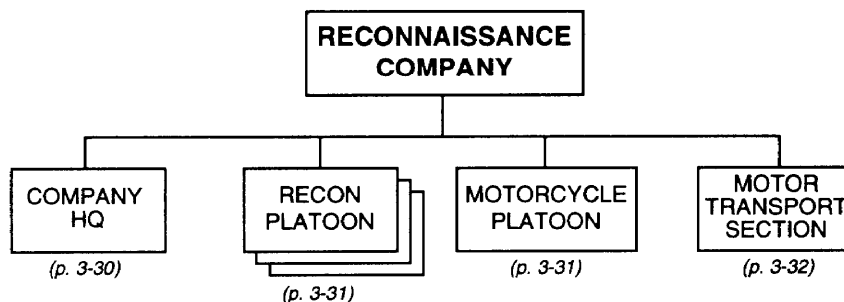 RECONNAISSANCE
COMPANY
COMPANY
HQ
(p. 3-30)
RECON
PLATOON
(p. 3-31)
MOTORCYCLE
PLATOON
(p. 3-31)
MOTOR
TRANSPORT
SECTION
(p. 3-32)